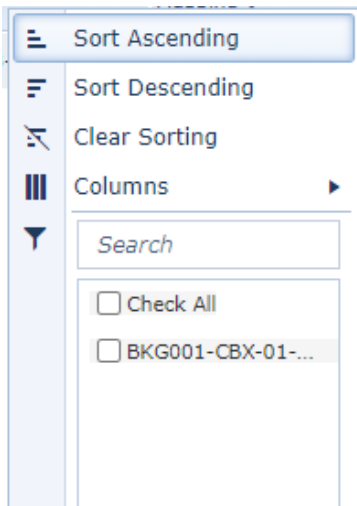 Sort Ascending
Sort Descending
Clear Sorting
Columns
Search
Check All
BKG001-CBX-01-...